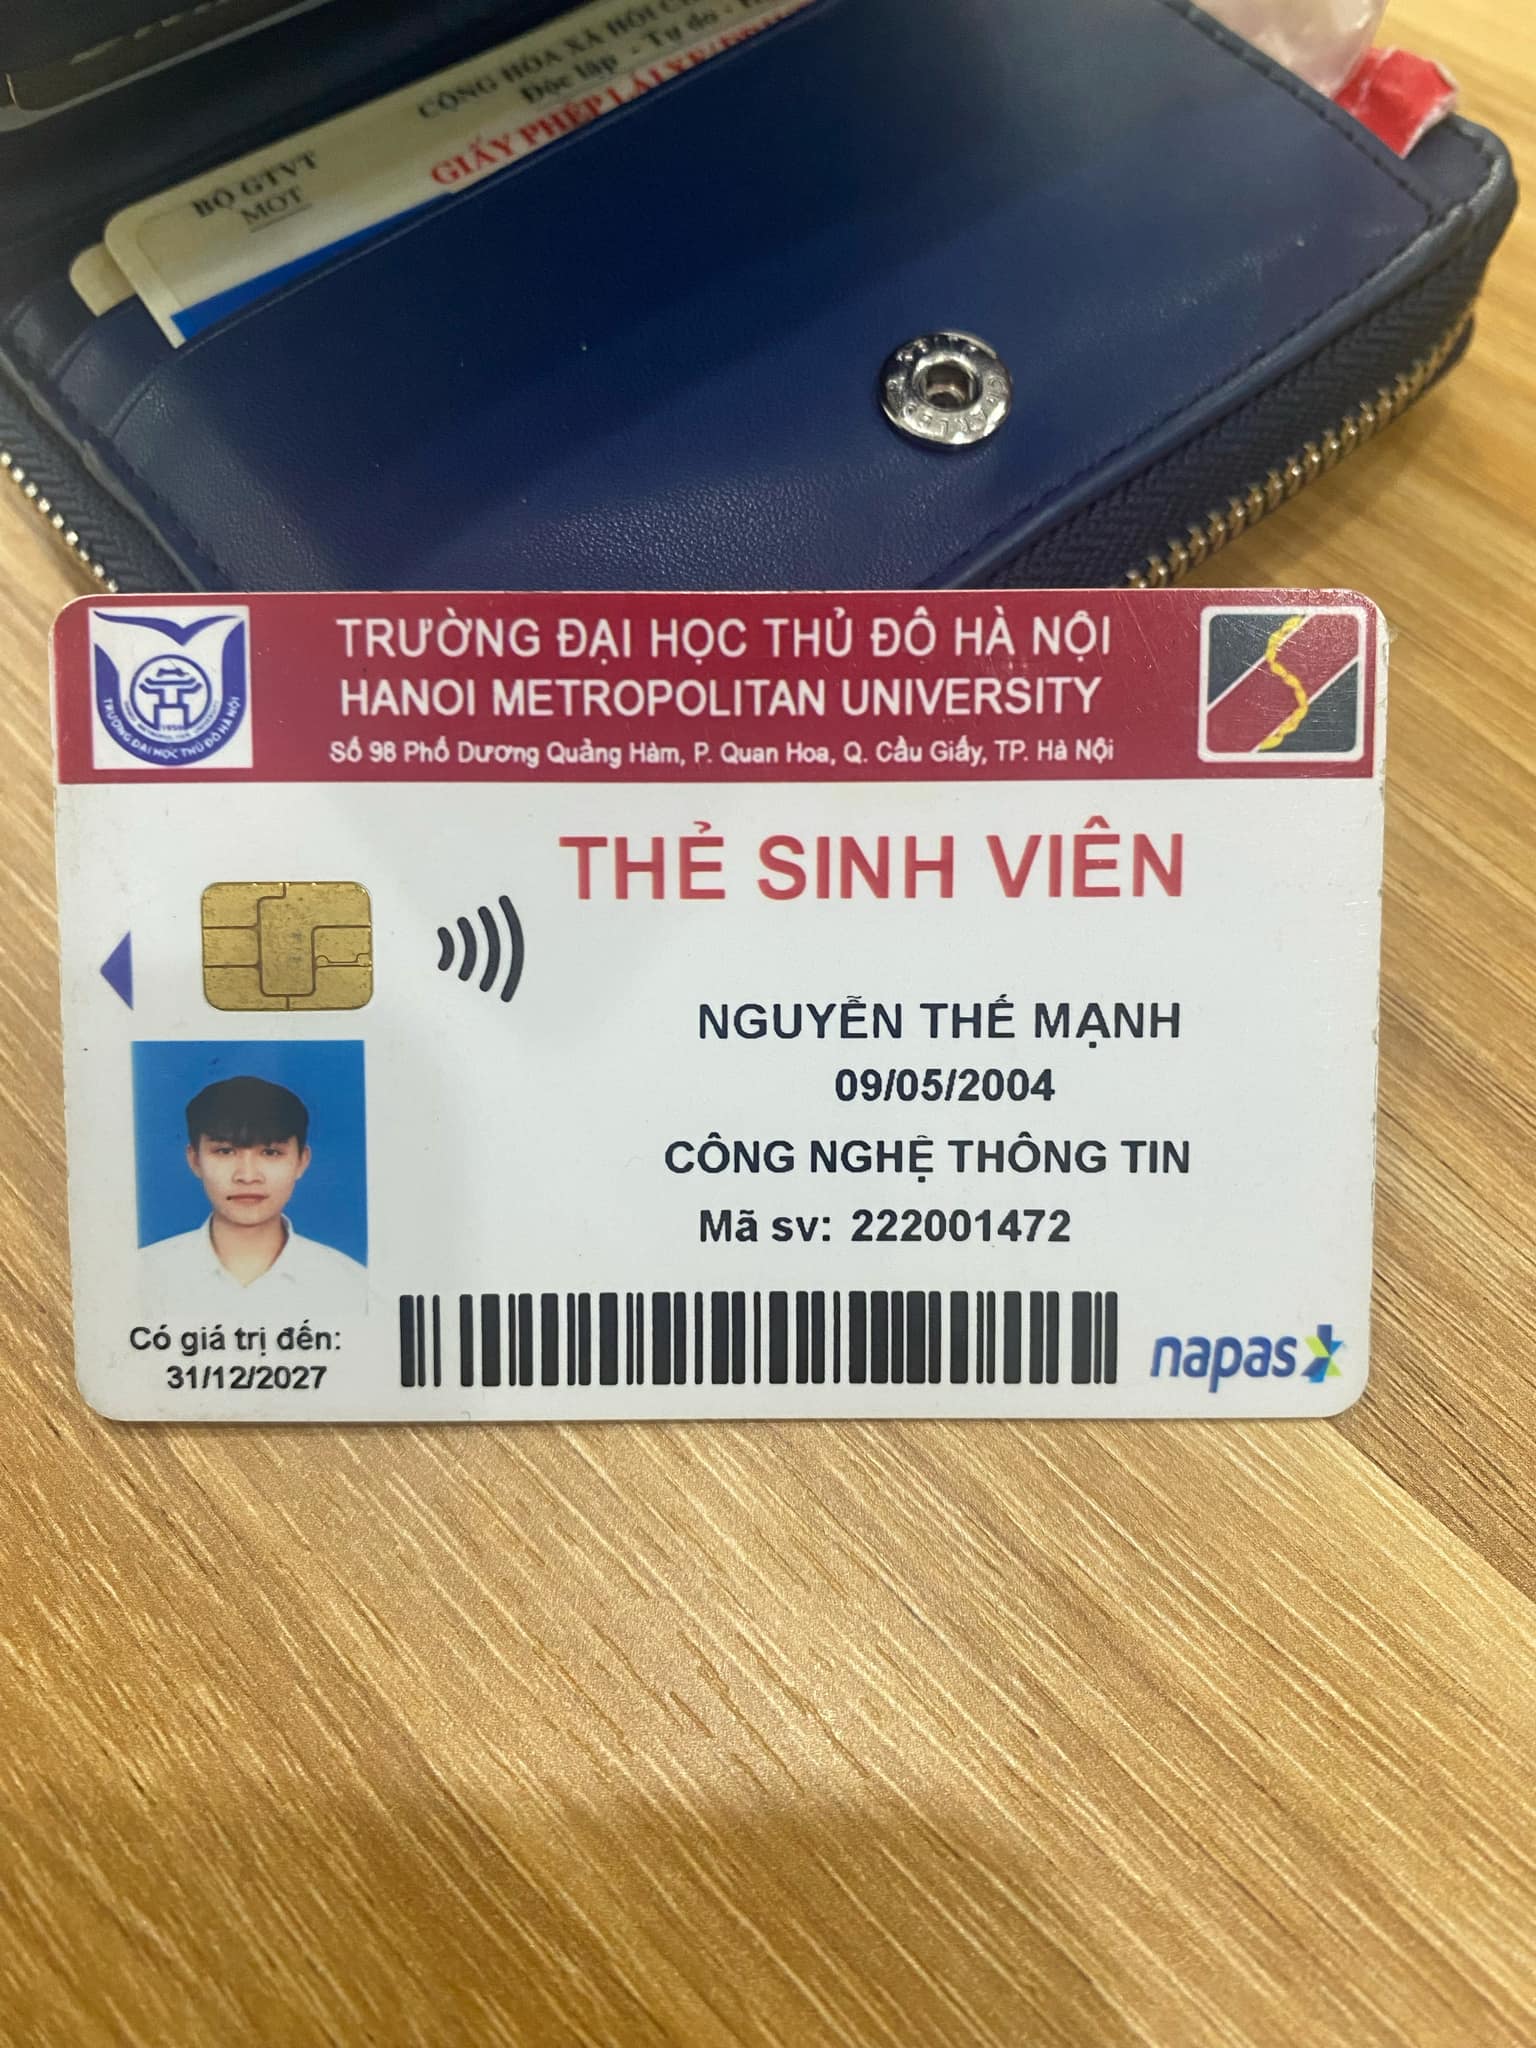 CỘNG HÒA XÃ HỘI
Độc lập - Tự do
BỘ GTVT
MOT
GIẤY PHÉP LÁI XE
TRƯỜNG ĐẠI HỌC THỦ ĐÔ HÀ NỘI
HANOI METROPOLITAN UNIVERSITY
Số 98 Phố Dương Quảng Hàm, P. Quan Hoa, Q. Cầu Giấy, TP. Hà Nội
TRƯỜNG ĐẠI HỌC THỦ ĐÔ HÀ NỘI
THẺ SINH VIÊN
NGUYỄN THẾ MẠNH
09/05/2004
CÔNG NGHỆ THÔNG TIN
Mã sv: 222001472
Có giá trị đến:
31/12/2027
napas